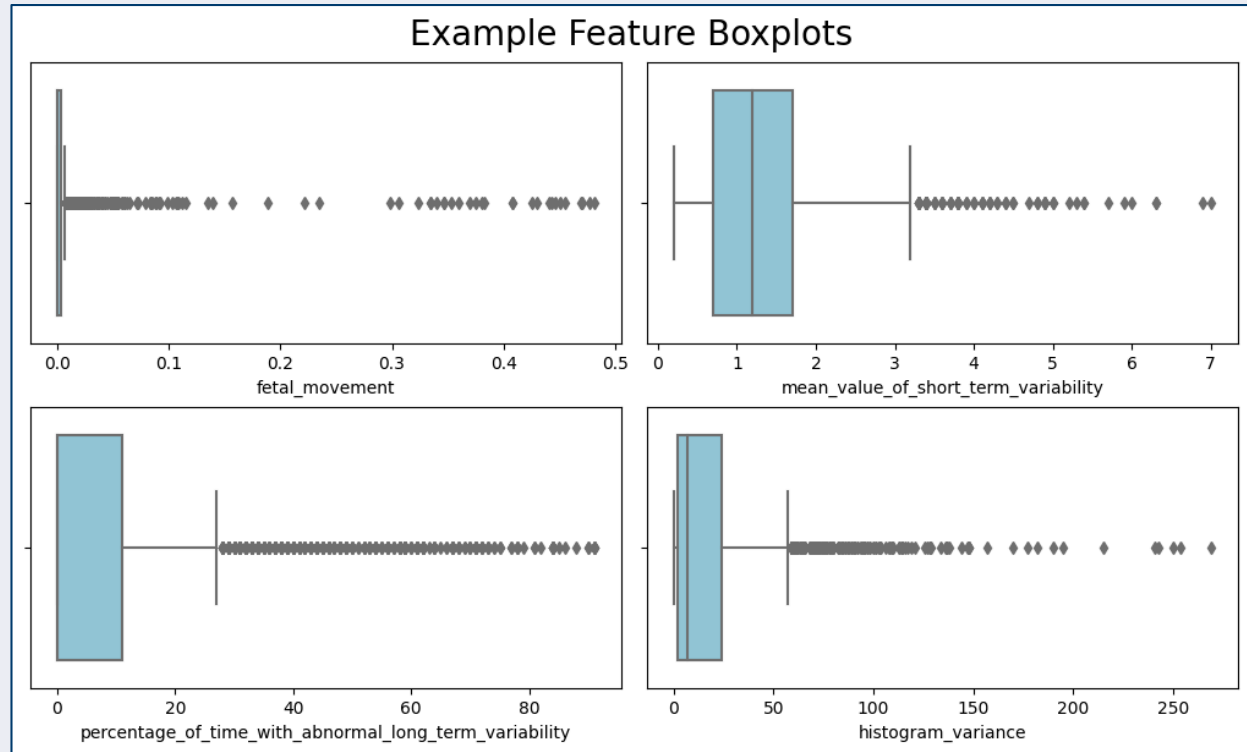 Example Feature Boxplots
0.0 0.1 0.2 0.3 0.4 0.5
fetal_movement
0 1 2 3 4 5 6 7
mean_value_of_short_term_variability
0 20 40 60 80
percentage_of_time_with_abnormal_long_term_variability
0 50 100 150 200 250
histogram_variance